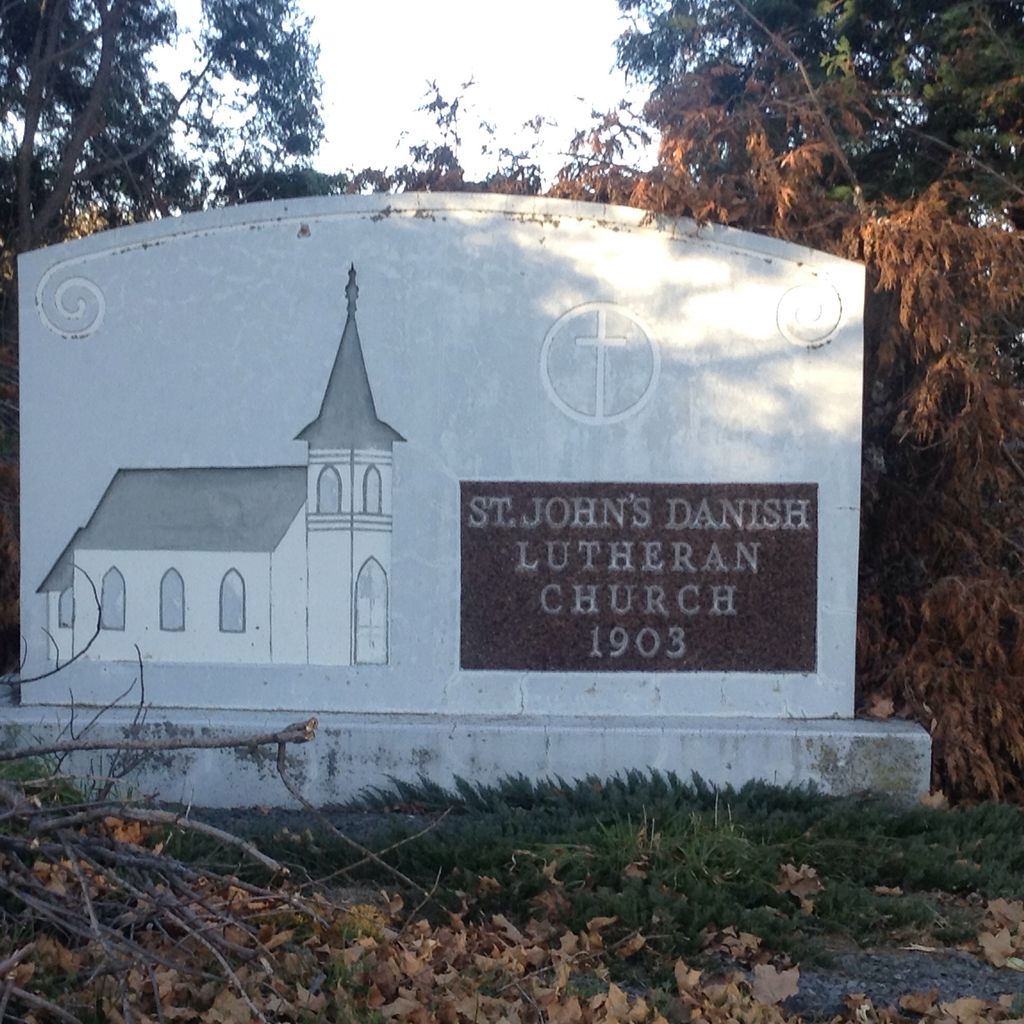 ST. JOHN'S DANISH
LUTHERAN
CHURCH
1903